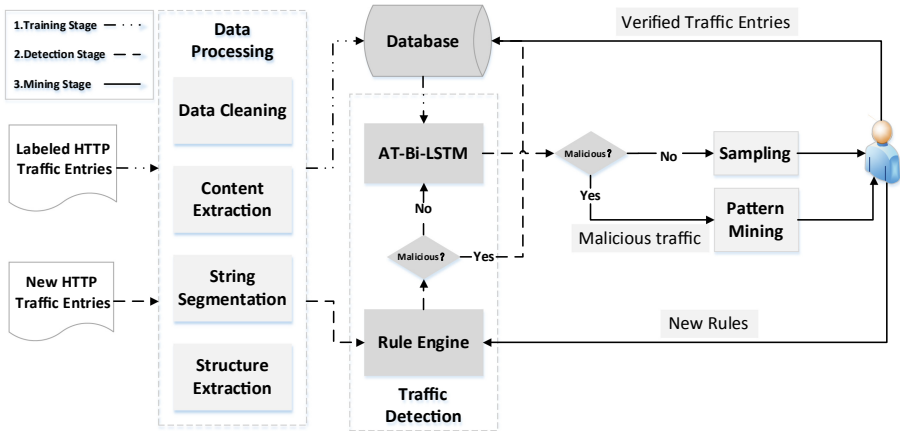 1.Training Stage
2.Detection Stage
3.Mining Stage
Labeled HTTP
Traffic Entries
New HTTP
Traffic Entries
Data
Processing
Data Cleaning
Content
Extraction
String
Segmentation
Structure
Extraction
Database
AT-Bi-LSTM
No
Malicious?
Yes
Rule Engine
Traffic
Detection
Verified Traffic Entries
Malicious?
No
Sampling
Yes
Malicious traffic
Pattern
Mining
New Rules